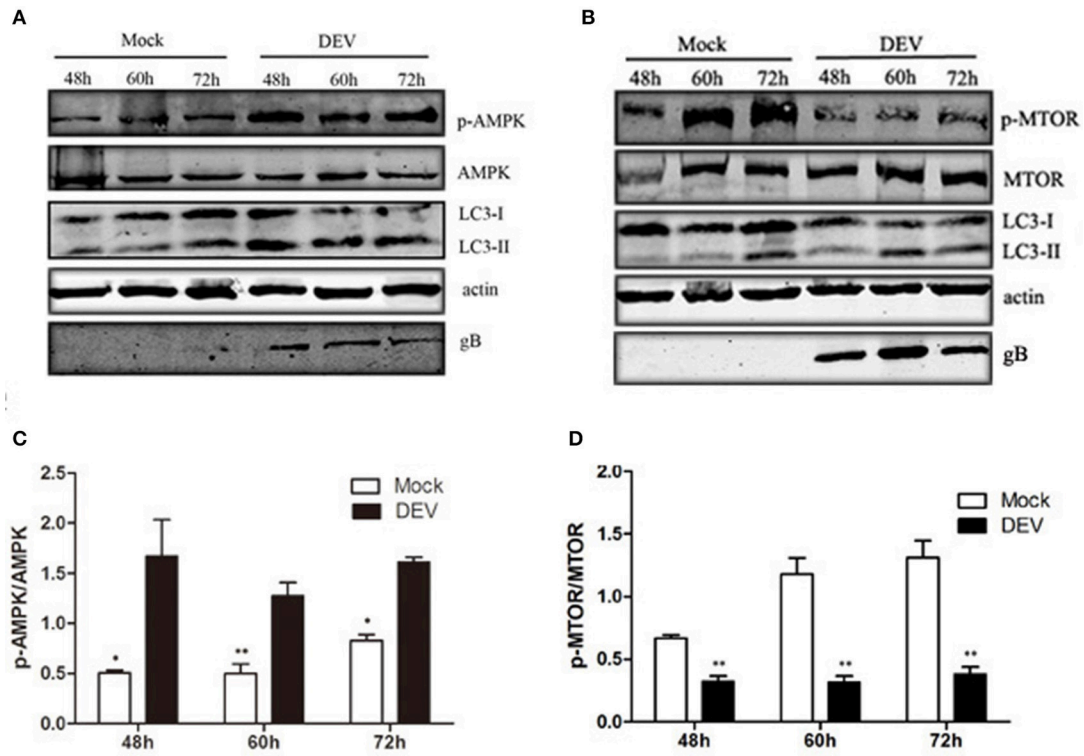 A
Mock DEV
48h 60h 72h 48h 60h 72h
p-AMPK
AMPK
LC3-I
LC3-II
actin
gB
B
Mock DEV
48h 60h 72h 48h 60h 72h
p-MTOR
MTOR
LC3-I
LC3-II
actin
gB
C
p-AMPK/AMPK
2.5
2.0
1.5
1.0
0.5
0.0
Mock
DEV
* ** *
48h 60h 72h
D
p-MTOR/MTOR
2.0
1.5
1.0
0.5
0.0
Mock
DEV
** ** **
48h 60h 72h